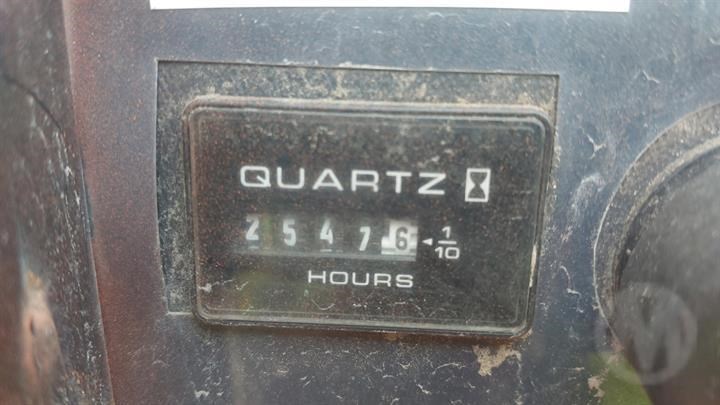 QUARTZ
25476 ◄ 1/10
HOURS
M